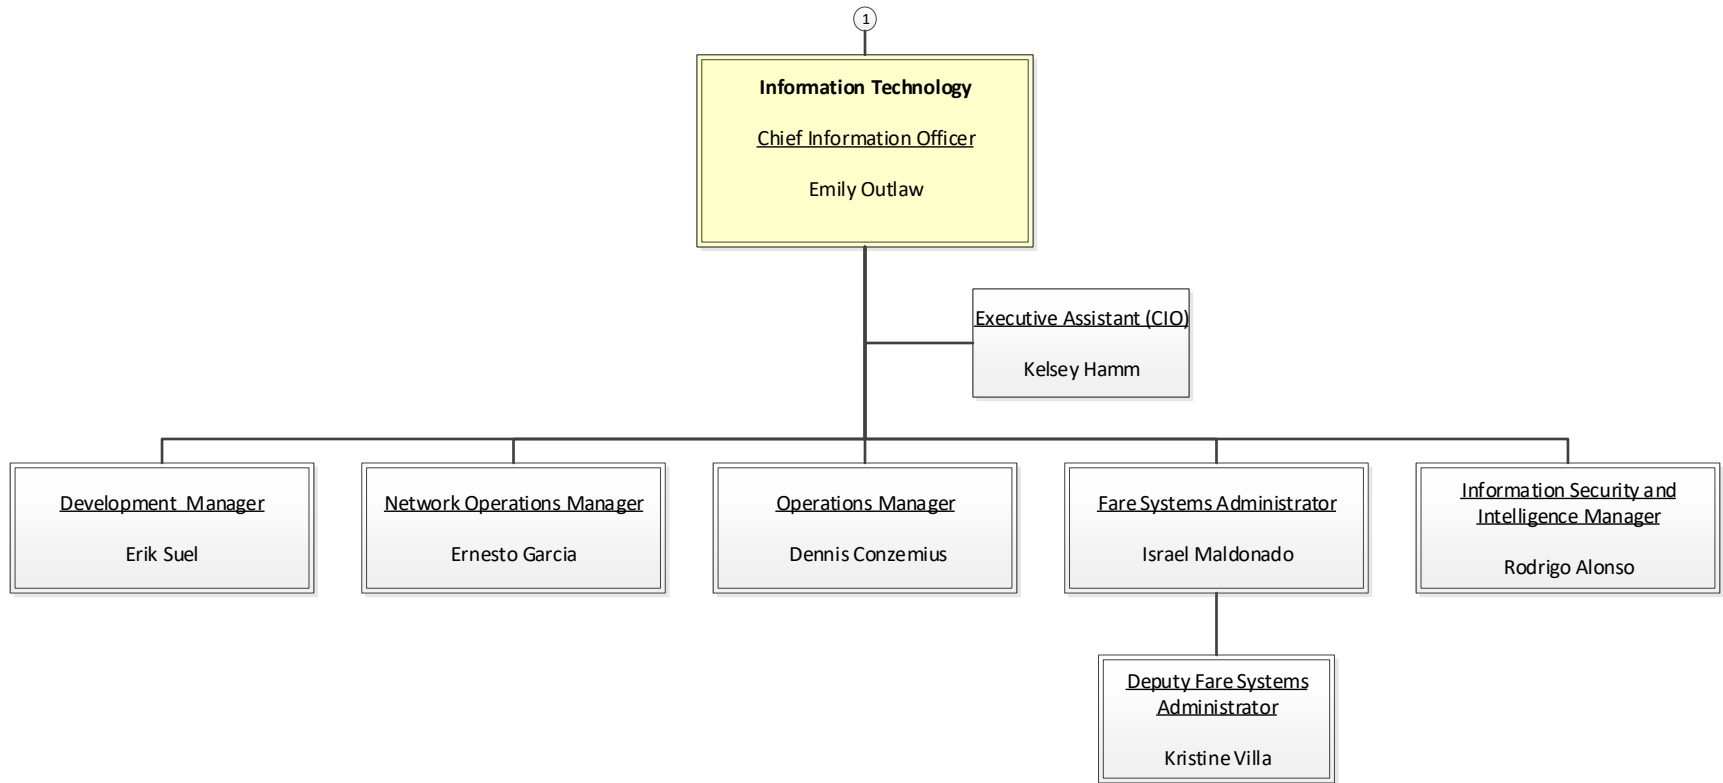 1
Information Technology
Chief Information Officer
Emily Outlaw
Executive Assistant (CIO)
Kelsey Hamm
Development  Manager
Erik Suel
Network Operations Manager
Ernesto Garcia
Operations Manager
Dennis Conzemius
Fare Systems Administrator
Israel Maldonado
Information Security and
Intelligence Manager
Rodrigo Alonso
Deputy Fare Systems
Administrator
Kristine Villa